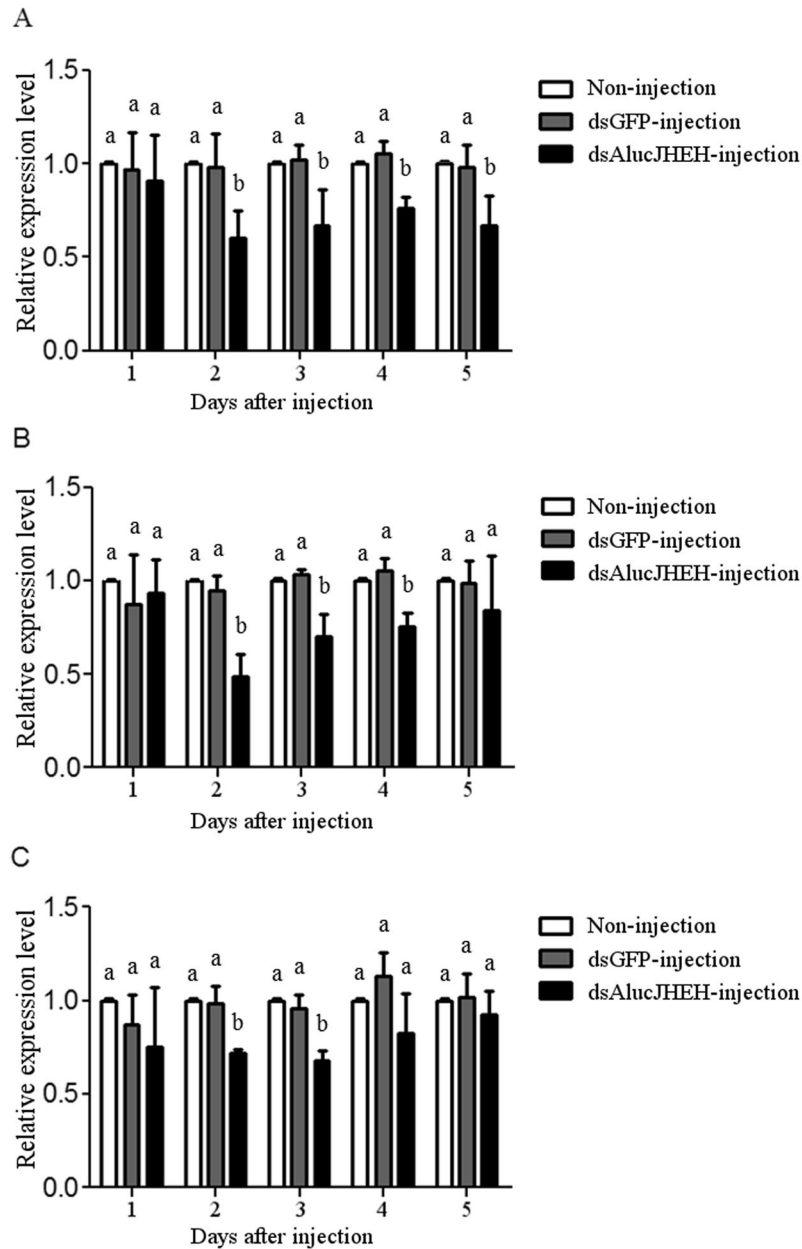 A
1.5
1.0
0.5
0.0
Relative expression level
a a a
a a b
a a b
a a b
a a b
1 2 3 4 5
Days after injection
Non-injection
dsGFP-injection
dsAlucJHEH-injection
B
1.5
1.0
0.5
0.0
Relative expression level
a a a
a a b
a a b
a a b
a a a
1 2 3 4 5
Days after injection
Non-injection
dsGFP-injection
dsAlucJHEH-injection
C
1.5
1.0
0.5
0.0
Relative expression level
a a a
a a b
a a b
a a a
a a a
1 2 3 4 5
Days after injection
Non-injection
dsGFP-injection
dsAlucJHEH-injection